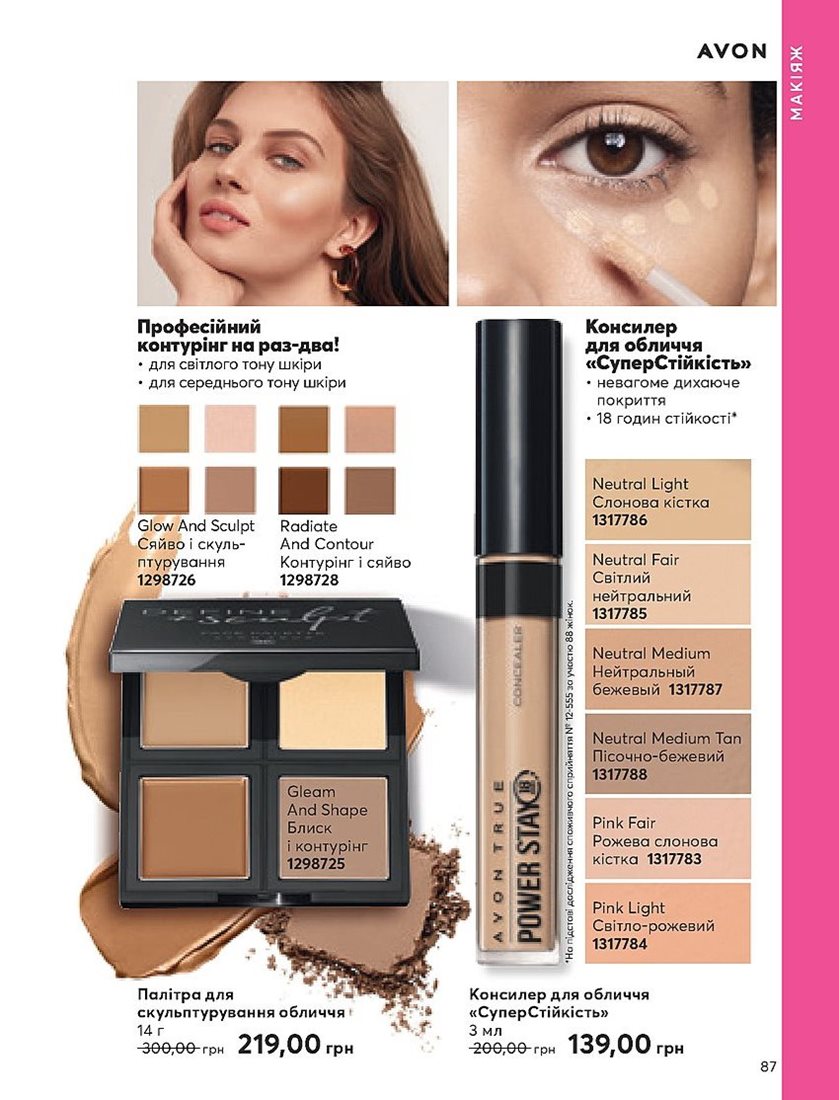 AVON
МАКІЯЖ
Професійний
контурінг на раз-два!
• для світлого тону шкіри
• для середнього тону шкіри
Glow And Sculpt
Сяйво і скуль-
птурування
1298726
Radiate
And Contour
Контурінг і сяйво
1298728
DEFINE
+ sculpt
FACE PALETTE
Gleam
And Shape
Блиск
і контурінг
1298725
Палітра для
скульптурування обличчя
14 г
300,00 грн 219,00 грн
Консилер
для обличчя
«СуперСтійкість»
• невагоме дихаюче
покриття
• 18 годин стійкості*
CONCEALER
AVON TRUE
POWER STAY 18
*На підставі дослідження споживчого сприйняття № 12-555 за участю 88 жінок.
Neutral Light
Слонова кістка
1317786
Neutral Fair
Світлий
нейтральний
1317785
Neutral Medium
Нейтральный
бежевый 1317787
Neutral Medium Tan
Пісочно-бежевий
1317788
Pink Fair
Рожева слонова
кістка 1317783
Pink Light
Світло-рожевий
1317784
Консилер для обличчя
«СуперСтійкість»
3 мл
200,00 грн 139,00 грн
87